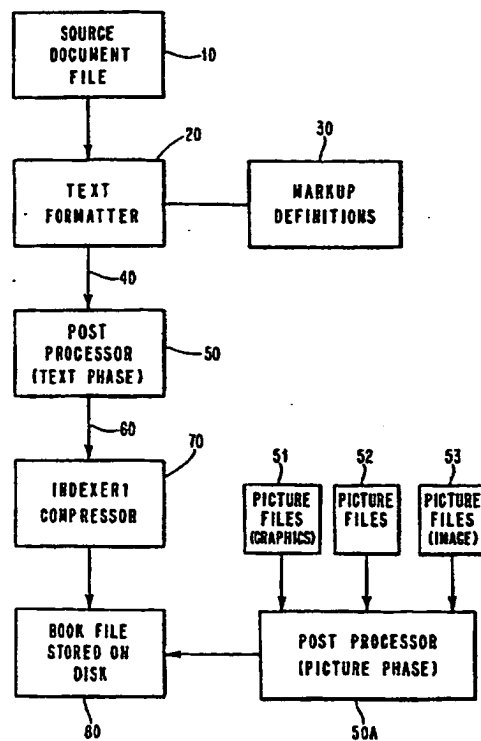 SOURCE
DOCUMENT
FILE
10
20
TEXT
FORMATTER
30
MARKUP
DEFINITIONS
40
POST
PROCESSOR
(TEXT PHASE)
50
60
70
INDEXER1
COMPRESSOR
51
PICTURE
FILES
(GRAPHICS)
52
PICTURE
FILES
53
PICTURE
FILES
(IMAGE)
BOOK FILE
STORED ON
DISK
80
POST PROCESSOR
(PICTURE PHASE)
50A